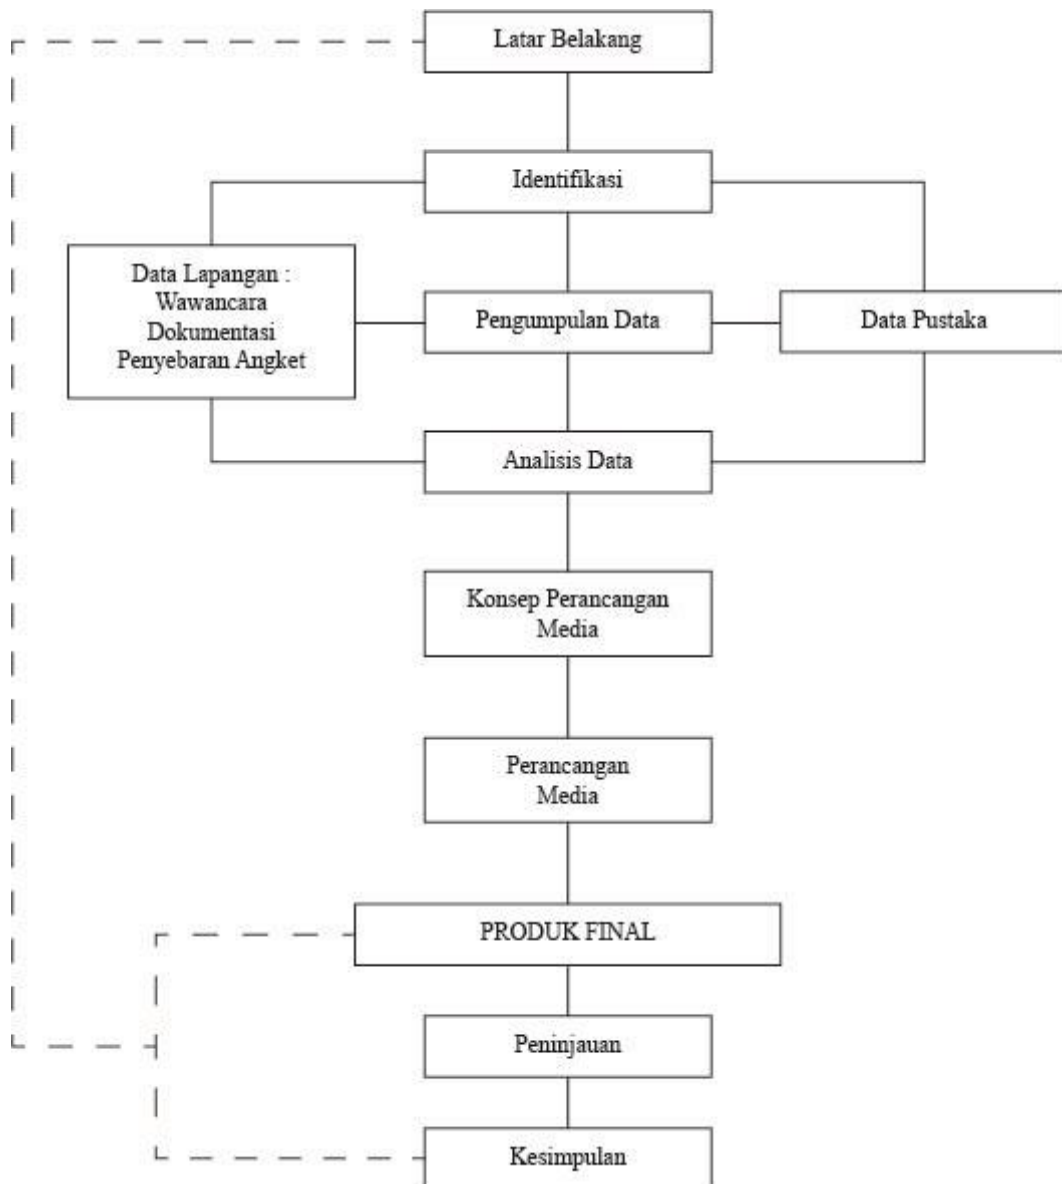 Latar Belakang
Identifikasi
Data Lapangan :
Wawancara
Dokumentasi
Penyebaran Angket
Pengumpulan Data
Data Pustaka
Analisis Data
Konsep Perancangan
Media
Perancangan
Media
PRODUK FINAL
Peninjauan
Kesimpulan